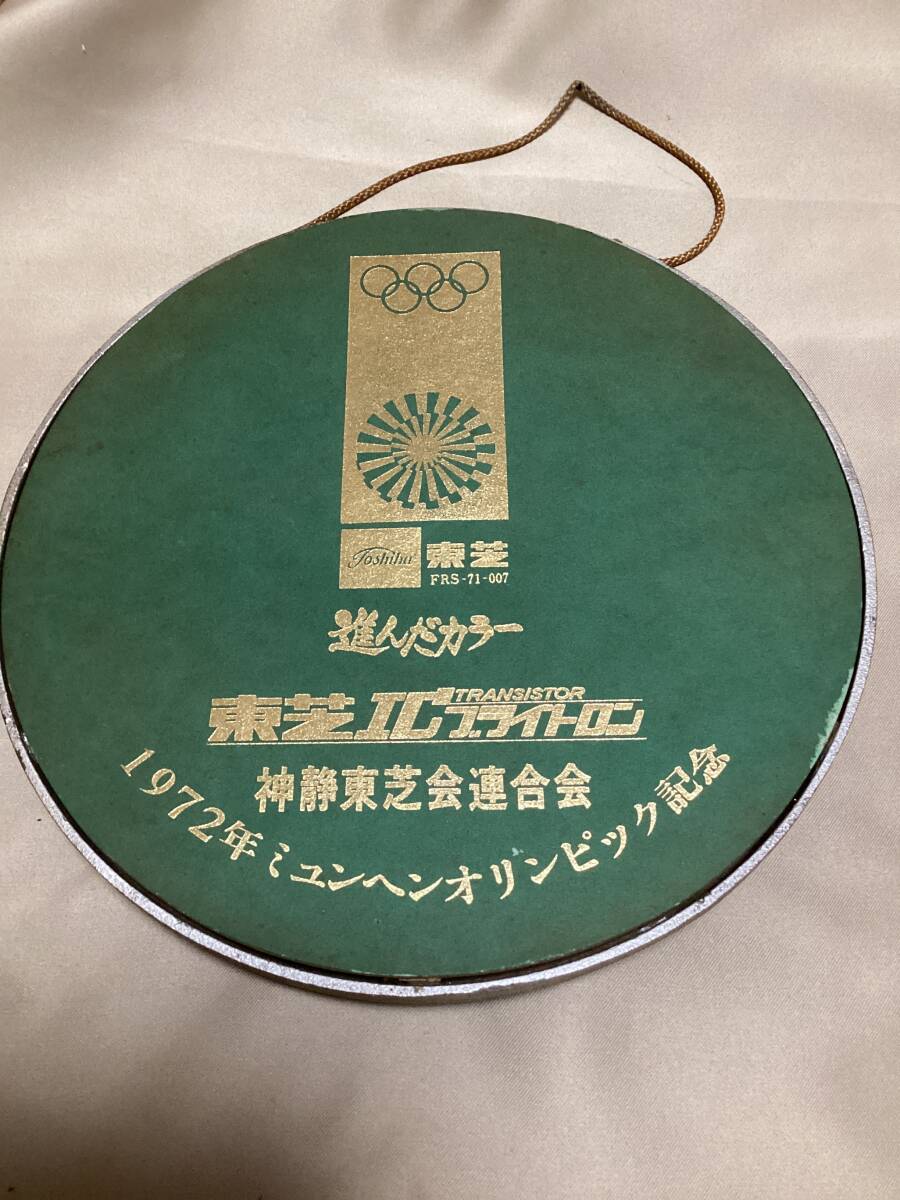 Toshiba 東芝
FRS-71-007
進んだカラー
東芝IC TRANSISTOR ブライトロン
神静東芝会連合会
1972年ミュンヘンオリンピック記念